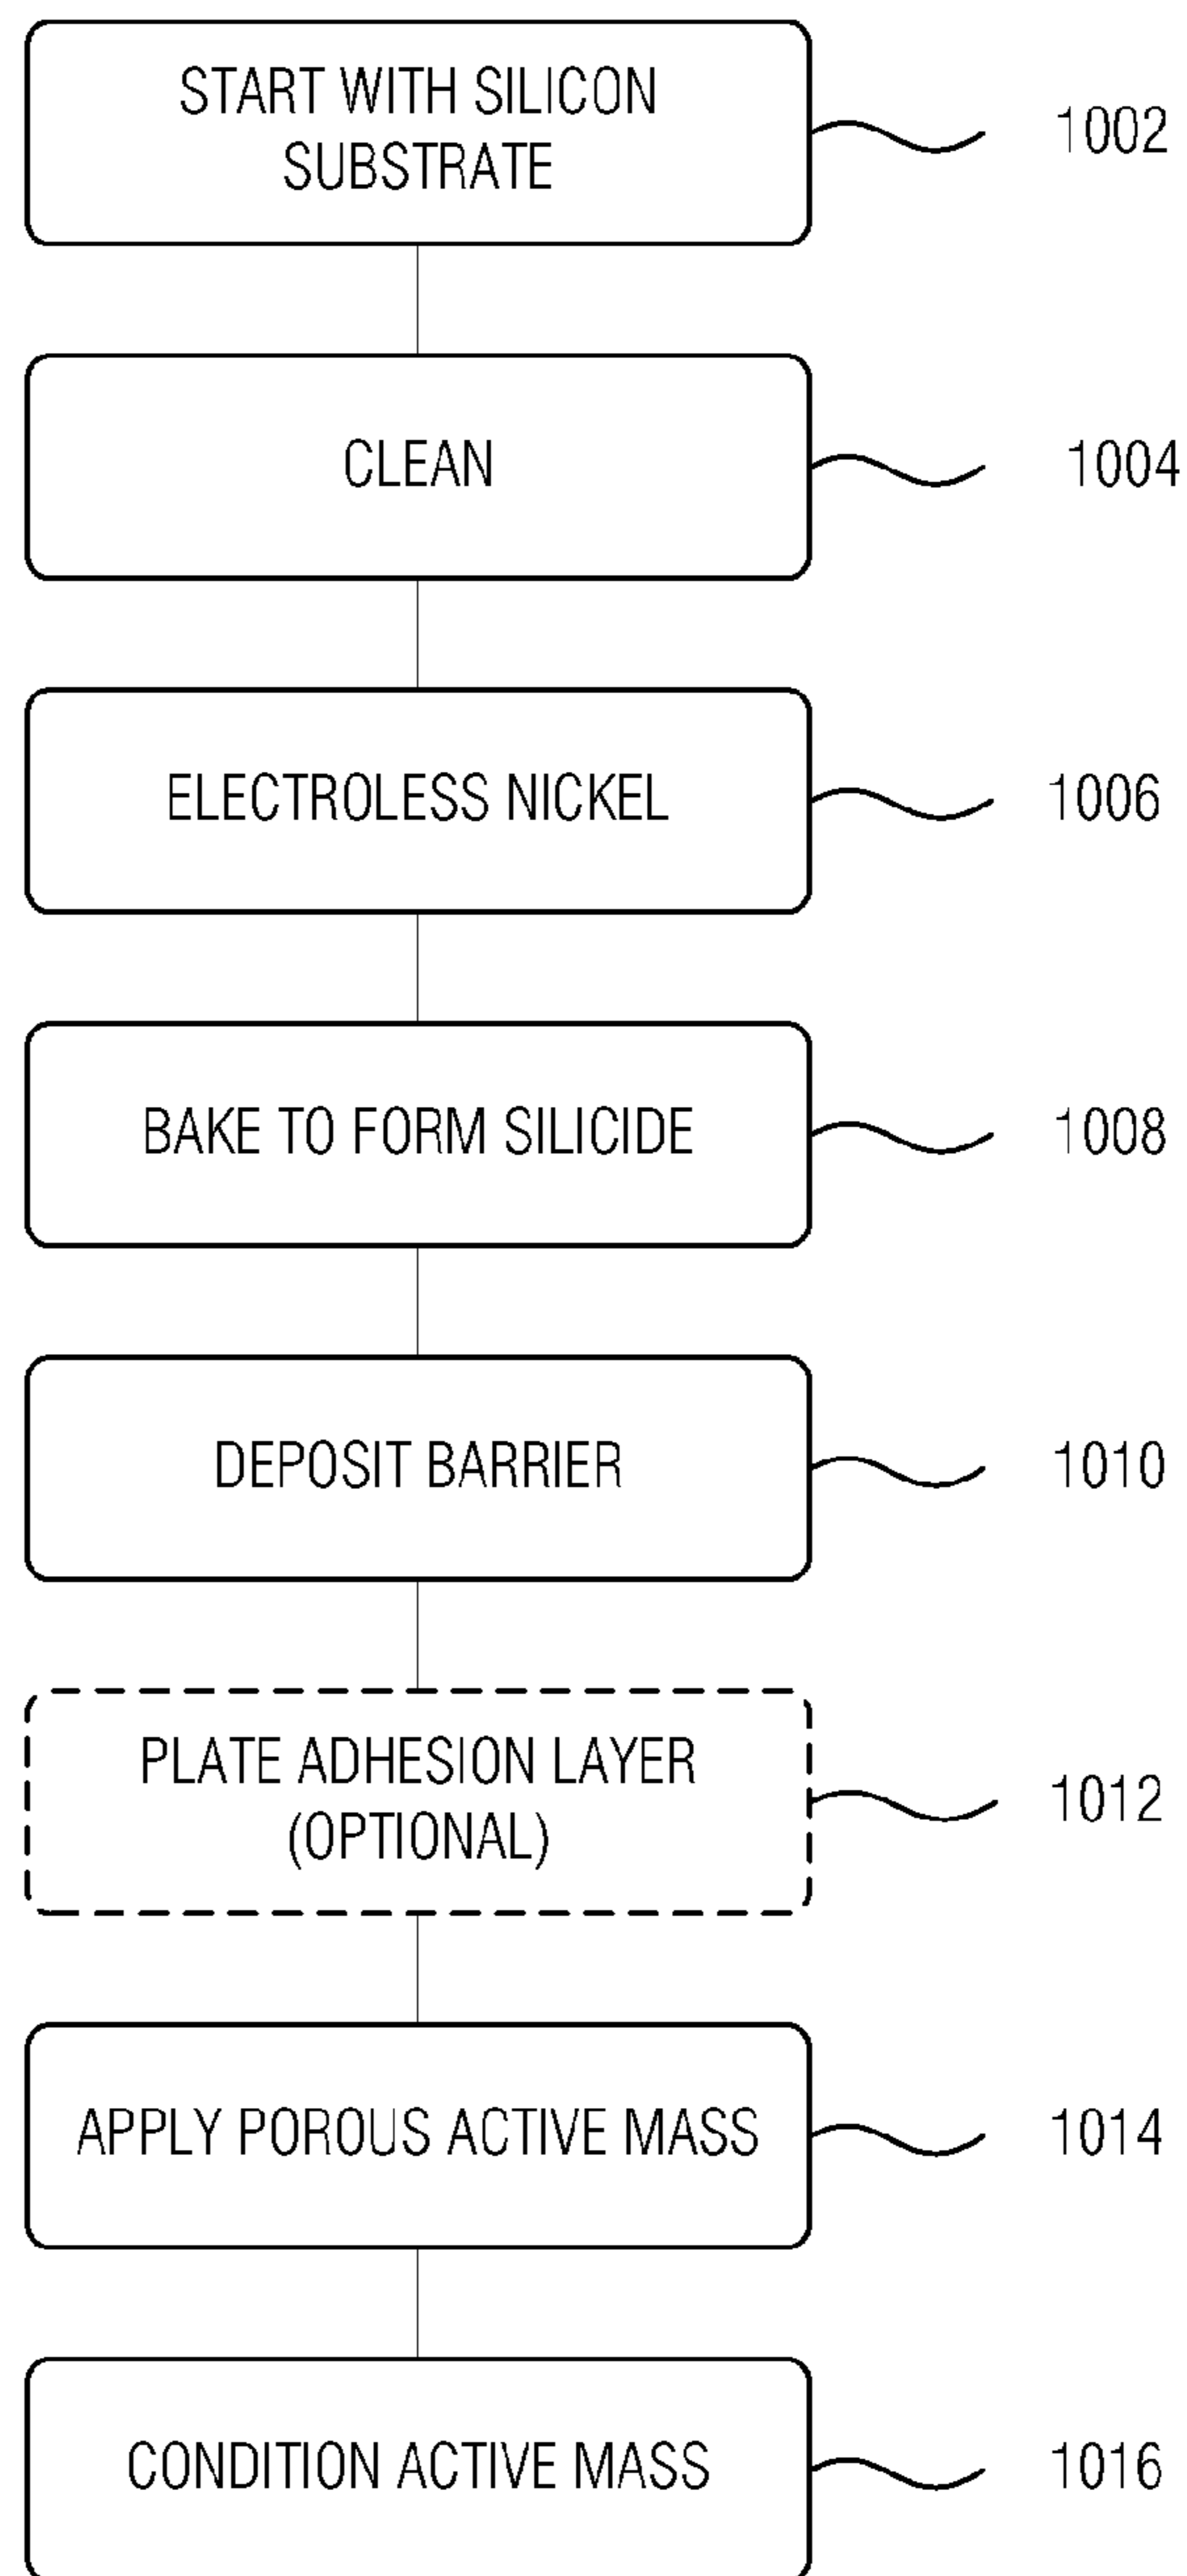 START WITH SILICON
SUBSTRATE
1002
CLEAN
1004
ELECTROLESS NICKEL
1006
BAKE TO FORM SILICIDE
1008
DEPOSIT BARRIER
1010
PLATE ADHESION LAYER
(OPTIONAL)
1012
APPLY POROUS ACTIVE MASS
1014
CONDITION ACTIVE MASS
1016